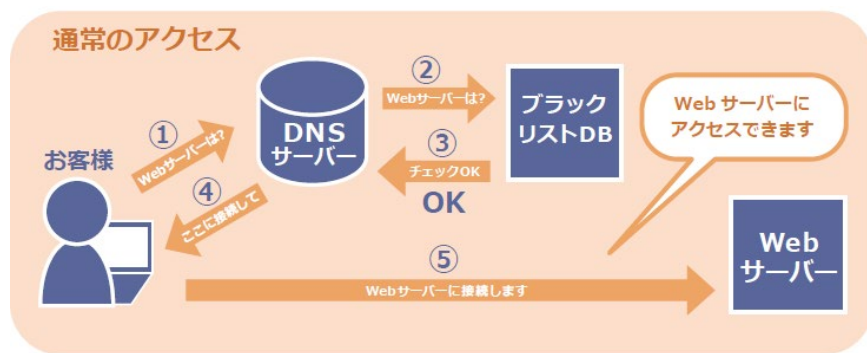 通常のアクセス
お客様
①
Webサーバーは?
DNS
サーバー
②
Webサーバーは?
ブラック
リストDB
③
チェックOK
OK
④
ここに接続して
⑤
Webサーバーに接続します
Web サーバーに
アクセスできます
Web
サーバー